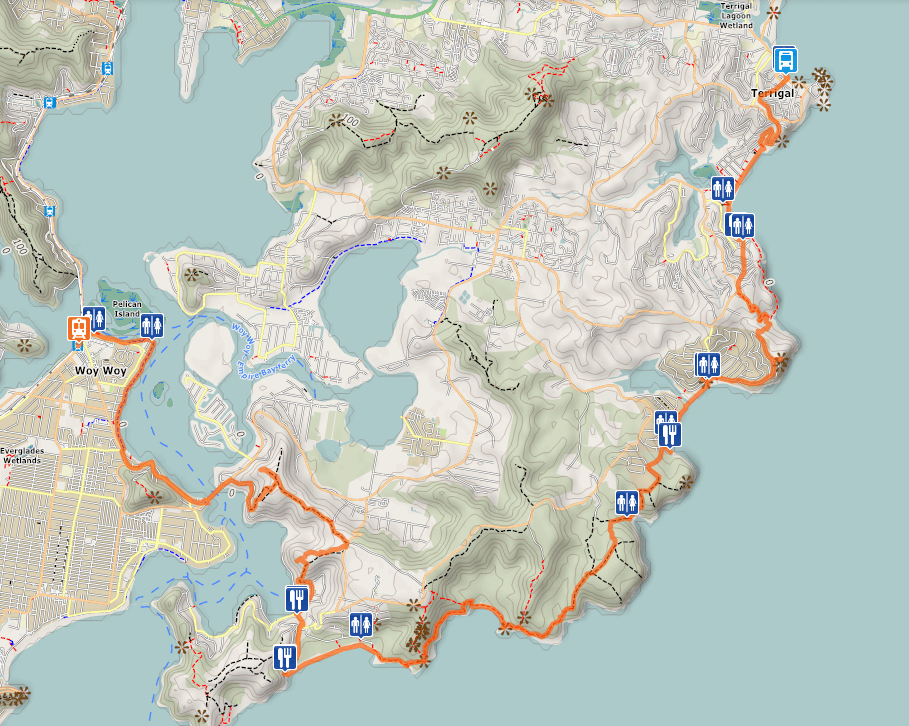 Terrigal
Lagoon
Wetland
Terrigal
100
0
100
0
0
Pelican
Island
Woy Woy
Empire Bay ferry
Woy Woy
0
0
Everglades
Wetlands